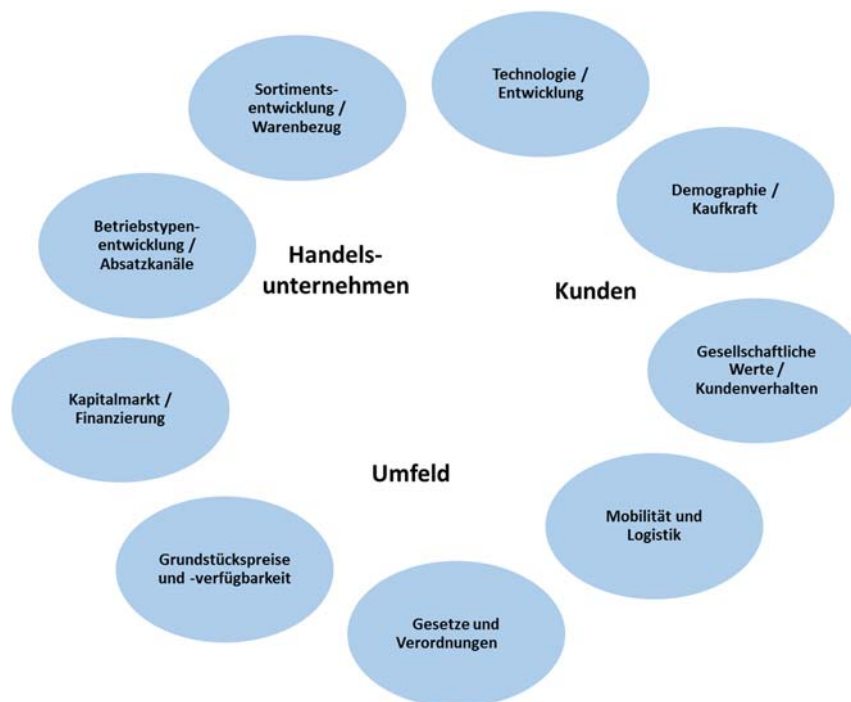 Sortiments-
entwicklung /
Warenbezug
Technologie /
Entwicklung
Demographie /
Kaufkraft
Betriebstypen-
entwicklung /
Absatzkanäle
Handels-
unternehmen
Kunden
Gesellschaftliche
Werte /
Kundenverhalten
Kapitalmarkt /
Finanzierung
Umfeld
Mobilität und
Logistik
Grundstückspreise
und -verfügbarkeit
Gesetze und
Verordnungen